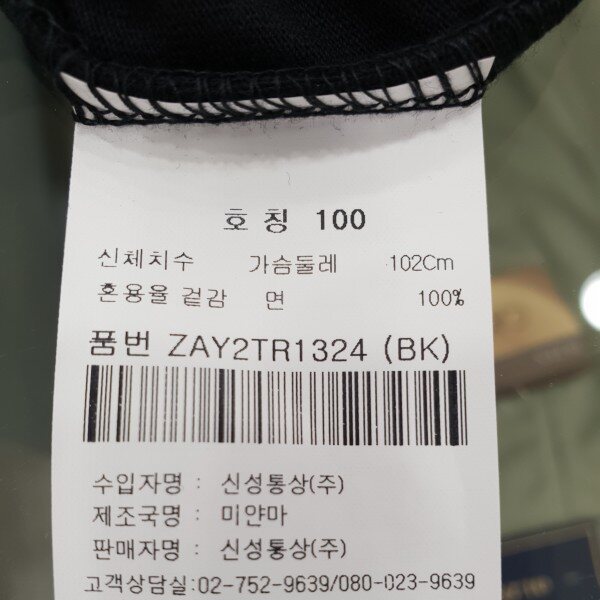 호 칭 100
신체치수 가슴둘레 102Cm
혼용율 겉감 면 100%
품번 ZAY2TR1324 (BK)
수입자명 : 신성통상(주)
제조국명 : 미얀마
판매자명 : 신성통상(주)
고객상담실:02-752-9639/080-023-9639